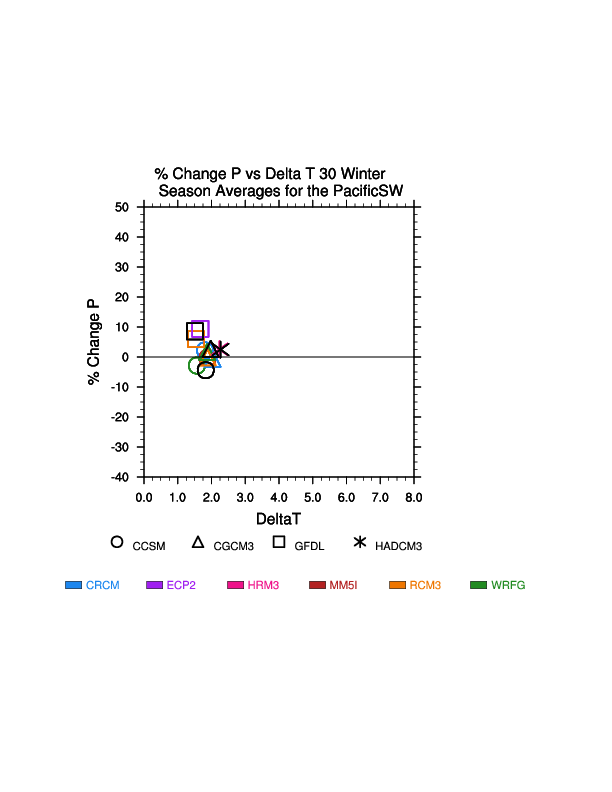 % Change P vs Delta T 30 Winter
Season Averages for the PacificSW
% Change P
50
40
30
20
10
0
-10
-20
-30
-40
0.0 1.0 2.0 3.0 4.0 5.0 6.0 7.0 8.0
DeltaT
CCSM CGCM3 GFDL HADCM3
CRCM ECP2 HRM3 MM5I RCM3 WRFG